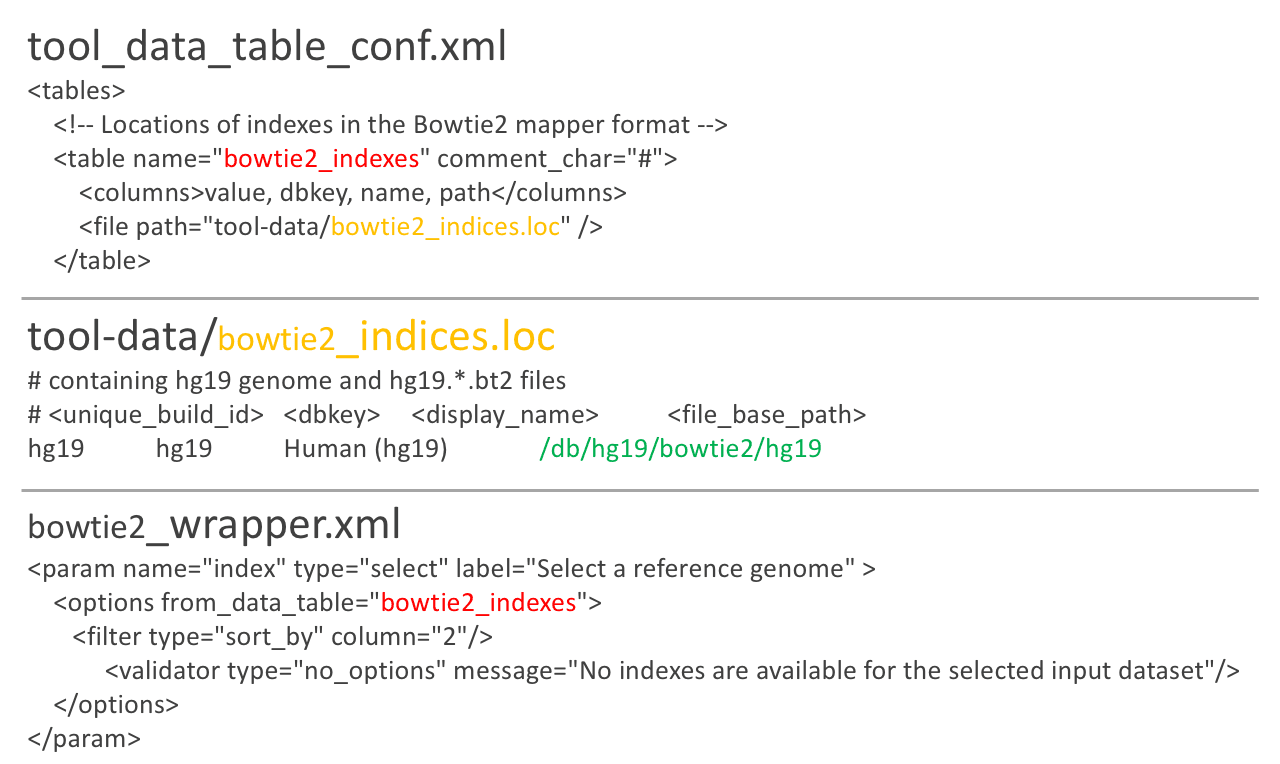 tool_data_table_conf.xml
<tables>
<!-- Locations of indexes in the Bowtie2 mapper format -->
<table name="bowtie2_indexes" comment_char="#">
<columns>value, dbkey, name, path</columns>
<file path="tool-data/bowtie2_indices.loc" />
</table>
tool-data/bowtie2_indices.loc
# containing hg19 genome and hg19.*.bt2 files
# <unique_build_id> <dbkey> <display_name> <file_base_path>
hg19 hg19 Human (hg19) /db/hg19/bowtie2/hg19
bowtie2_wrapper.xml
<param name="index" type="select" label="Select a reference genome" >
<options from_data_table="bowtie2_indexes">
<filter type="sort_by" column="2"/>
<validator type="no_options" message="No indexes are available for the selected input dataset"/>
</options>
</param>